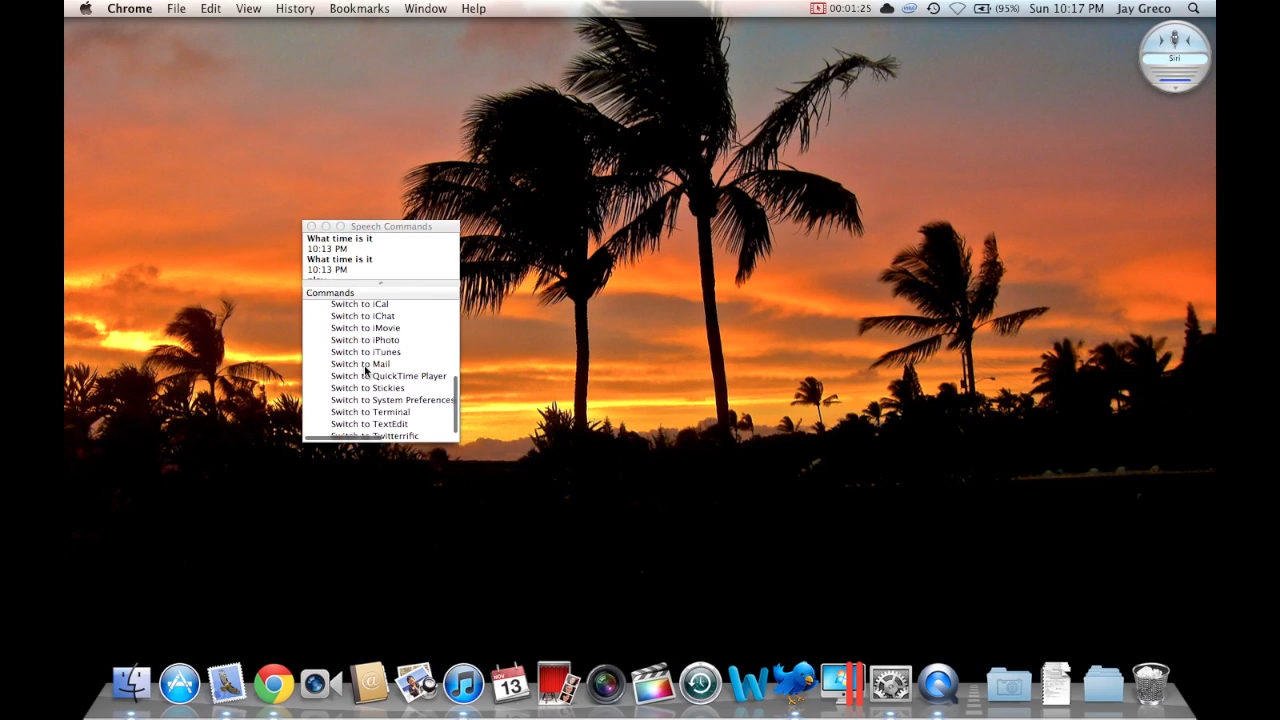 Chrome File Edit View History Bookmarks Window Help 00:01:25 (95%) Sun 10:17 PM Jay Greco
Siri
Speech Commands
What time is it
10:13 PM
What time is it
10:13 PM
Commands
Switch to iCal
Switch to iChat
Switch to iMovie
Switch to iPhoto
Switch to iTunes
Switch to Mail
Switch to QuickTime Player
Switch to Stickies
Switch to System Preferences
Switch to Terminal
Switch to TextEdit
Switch to Twitterrific
13